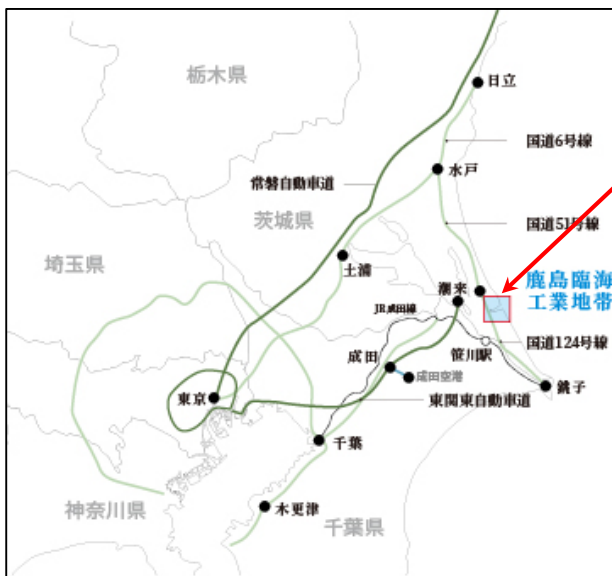 栃木県
日立
国道6号線
水戸
常磐自動車道
茨城県
国道51号線
埼玉県
土浦
潮来
鹿島臨海
工業地帯
JR成田線
成田
笹川駅
国道124号線
成田空港
東京
東関東自動車道
銚子
千葉
神奈川県
木更津
千葉県